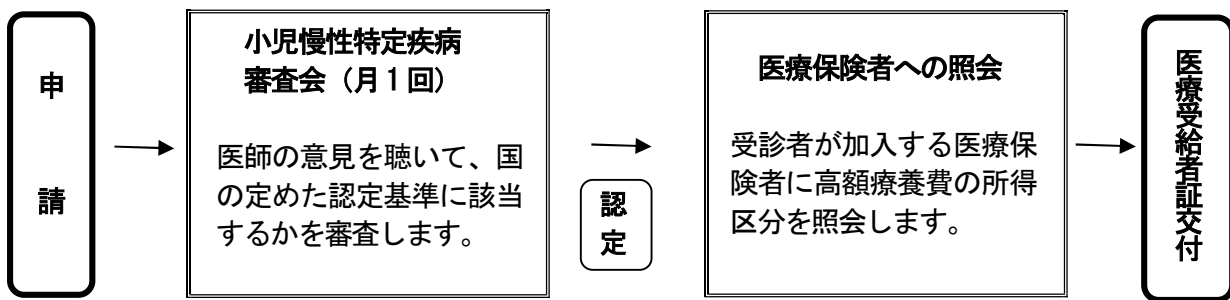 申請
小児慢性特定疾病
審査会（月１回）
医師の意見を聴いて、国
の定めた認定基準に該当
するかを審査します。
認定
医療保険者への照会
受診者が加入する医療保
険者に高額療養費の所得
区分を照会します。
医療受給者証交付